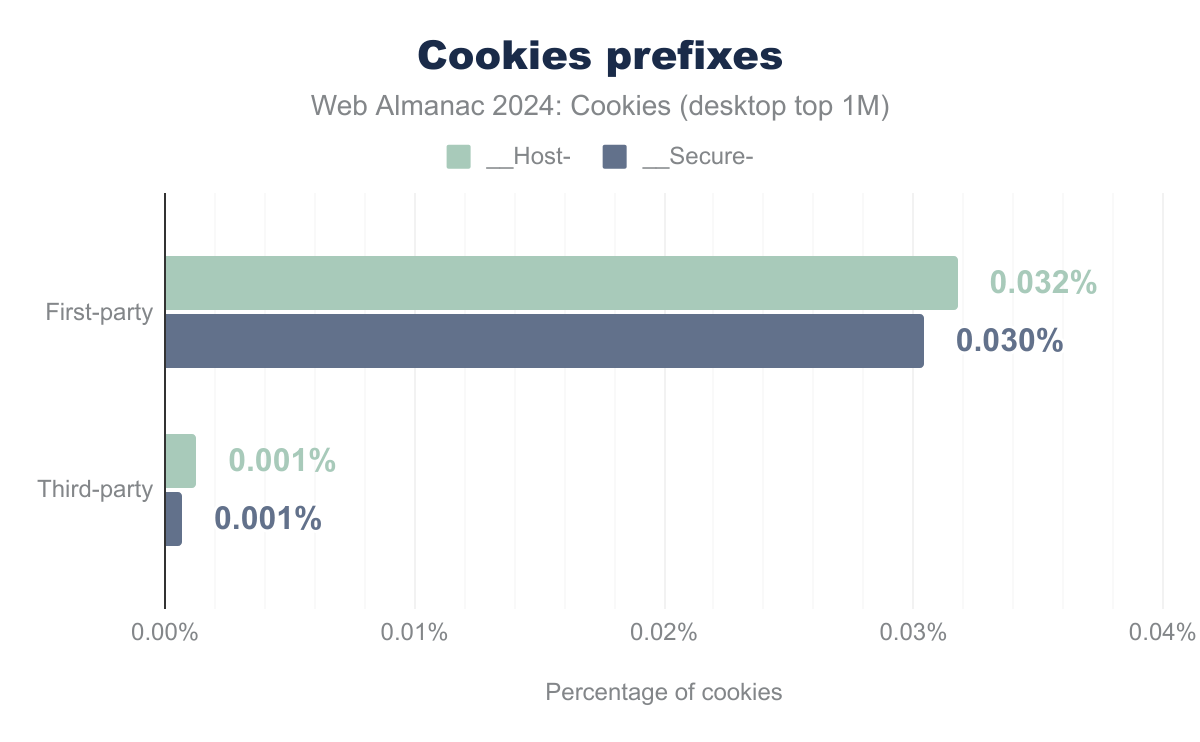 Cookies prefixes
Web Almanac 2024: Cookies (desktop top 1M)
__Host- __Secure-
First-party
0.032%
0.030%
Third-party
0.001%
0.001%
0.00% 0.01% 0.02% 0.03% 0.04%
Percentage of cookies